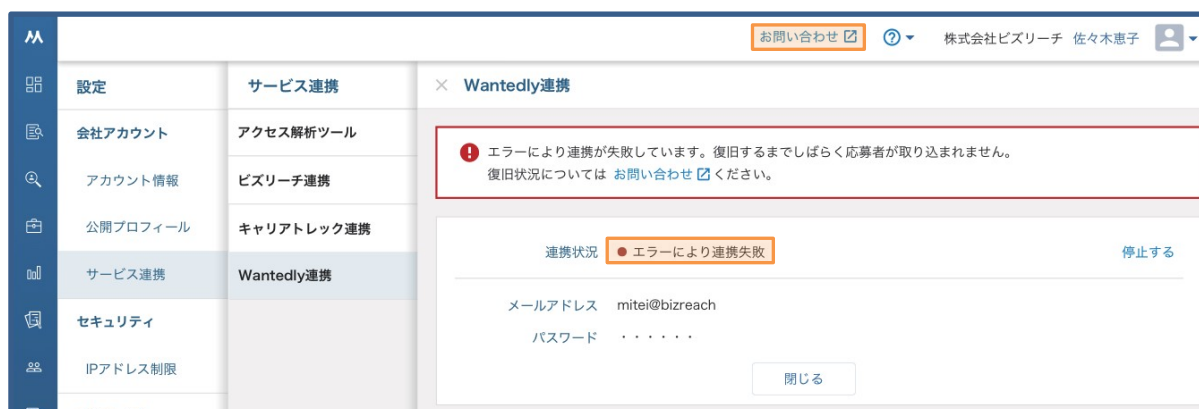 お問い合わせ
株式会社ビズリーチ 佐々木恵子
設定
サービス連携
Wantedly連携
会社アカウント
アカウント情報
公開プロフィール
サービス連携
セキュリティ
IPアドレス制限
アクセス解析ツール
ビズリーチ連携
キャリアトレック連携
Wantedly連携
エラーにより連携が失敗しています。復旧するまでしばらく応募者が取り込まれません。
復旧状況については お問い合わせ ください。
連携状況 エラーにより連携失敗 停止する
メールアドレス mitei@bizreach
パスワード ・・・・・・
閉じる